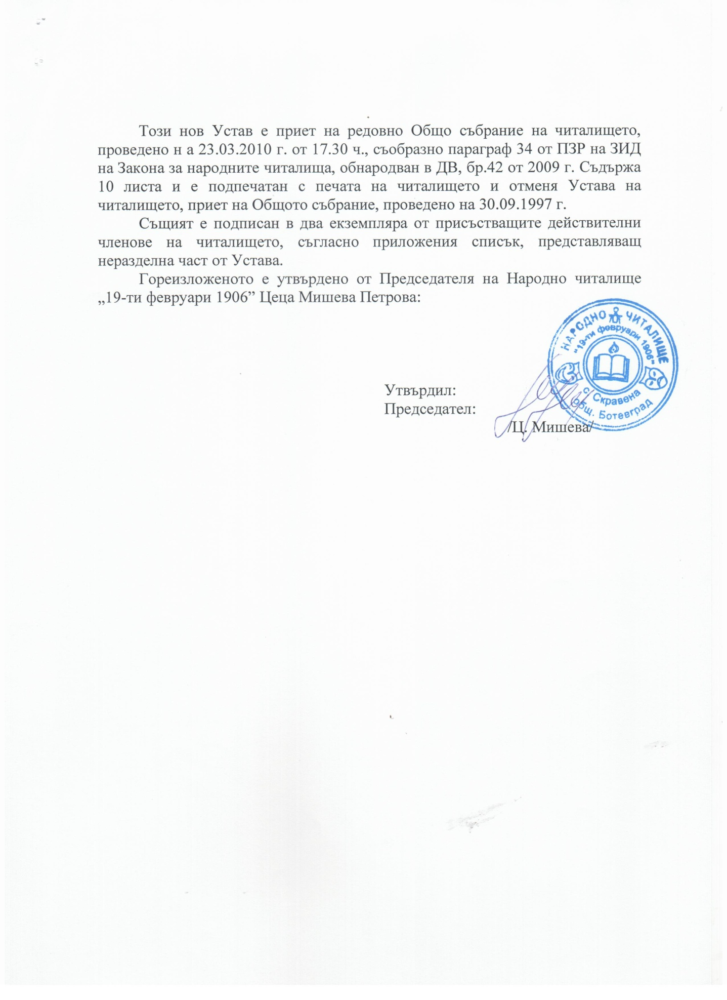 Този нов Устав е приет на редовно Общо събрание на читалището,
проведено н а 23.03.2010 г. от 17.30 ч., съобразно параграф 34 от ПЗР на ЗИД
на Закона за народните читалища, обнародван в ДВ, бр.42 от 2009 г. Съдържа
10 листа и е подпечатан с печата на читалището и отменя Устава на
читалището, приет на Общото събрание, проведено на 30.09.1997 г.
Същият е подписан в два екземпляра от присъстващите действителни
членове на читалището, съгласно приложения списък, представляващ
неразделна част от Устава.
Гореизложеното е утвърдено от Председателя на Народно читалище
„19-ти февруари 1906” Цеца Мишева Петрова:
НАРОДНО ЧИТАЛИЩЕ
"19-ти февруари 1906"
с. Скравена
общ. Ботевград
Утвърдил:
Председател:
/Ц. Мишева/